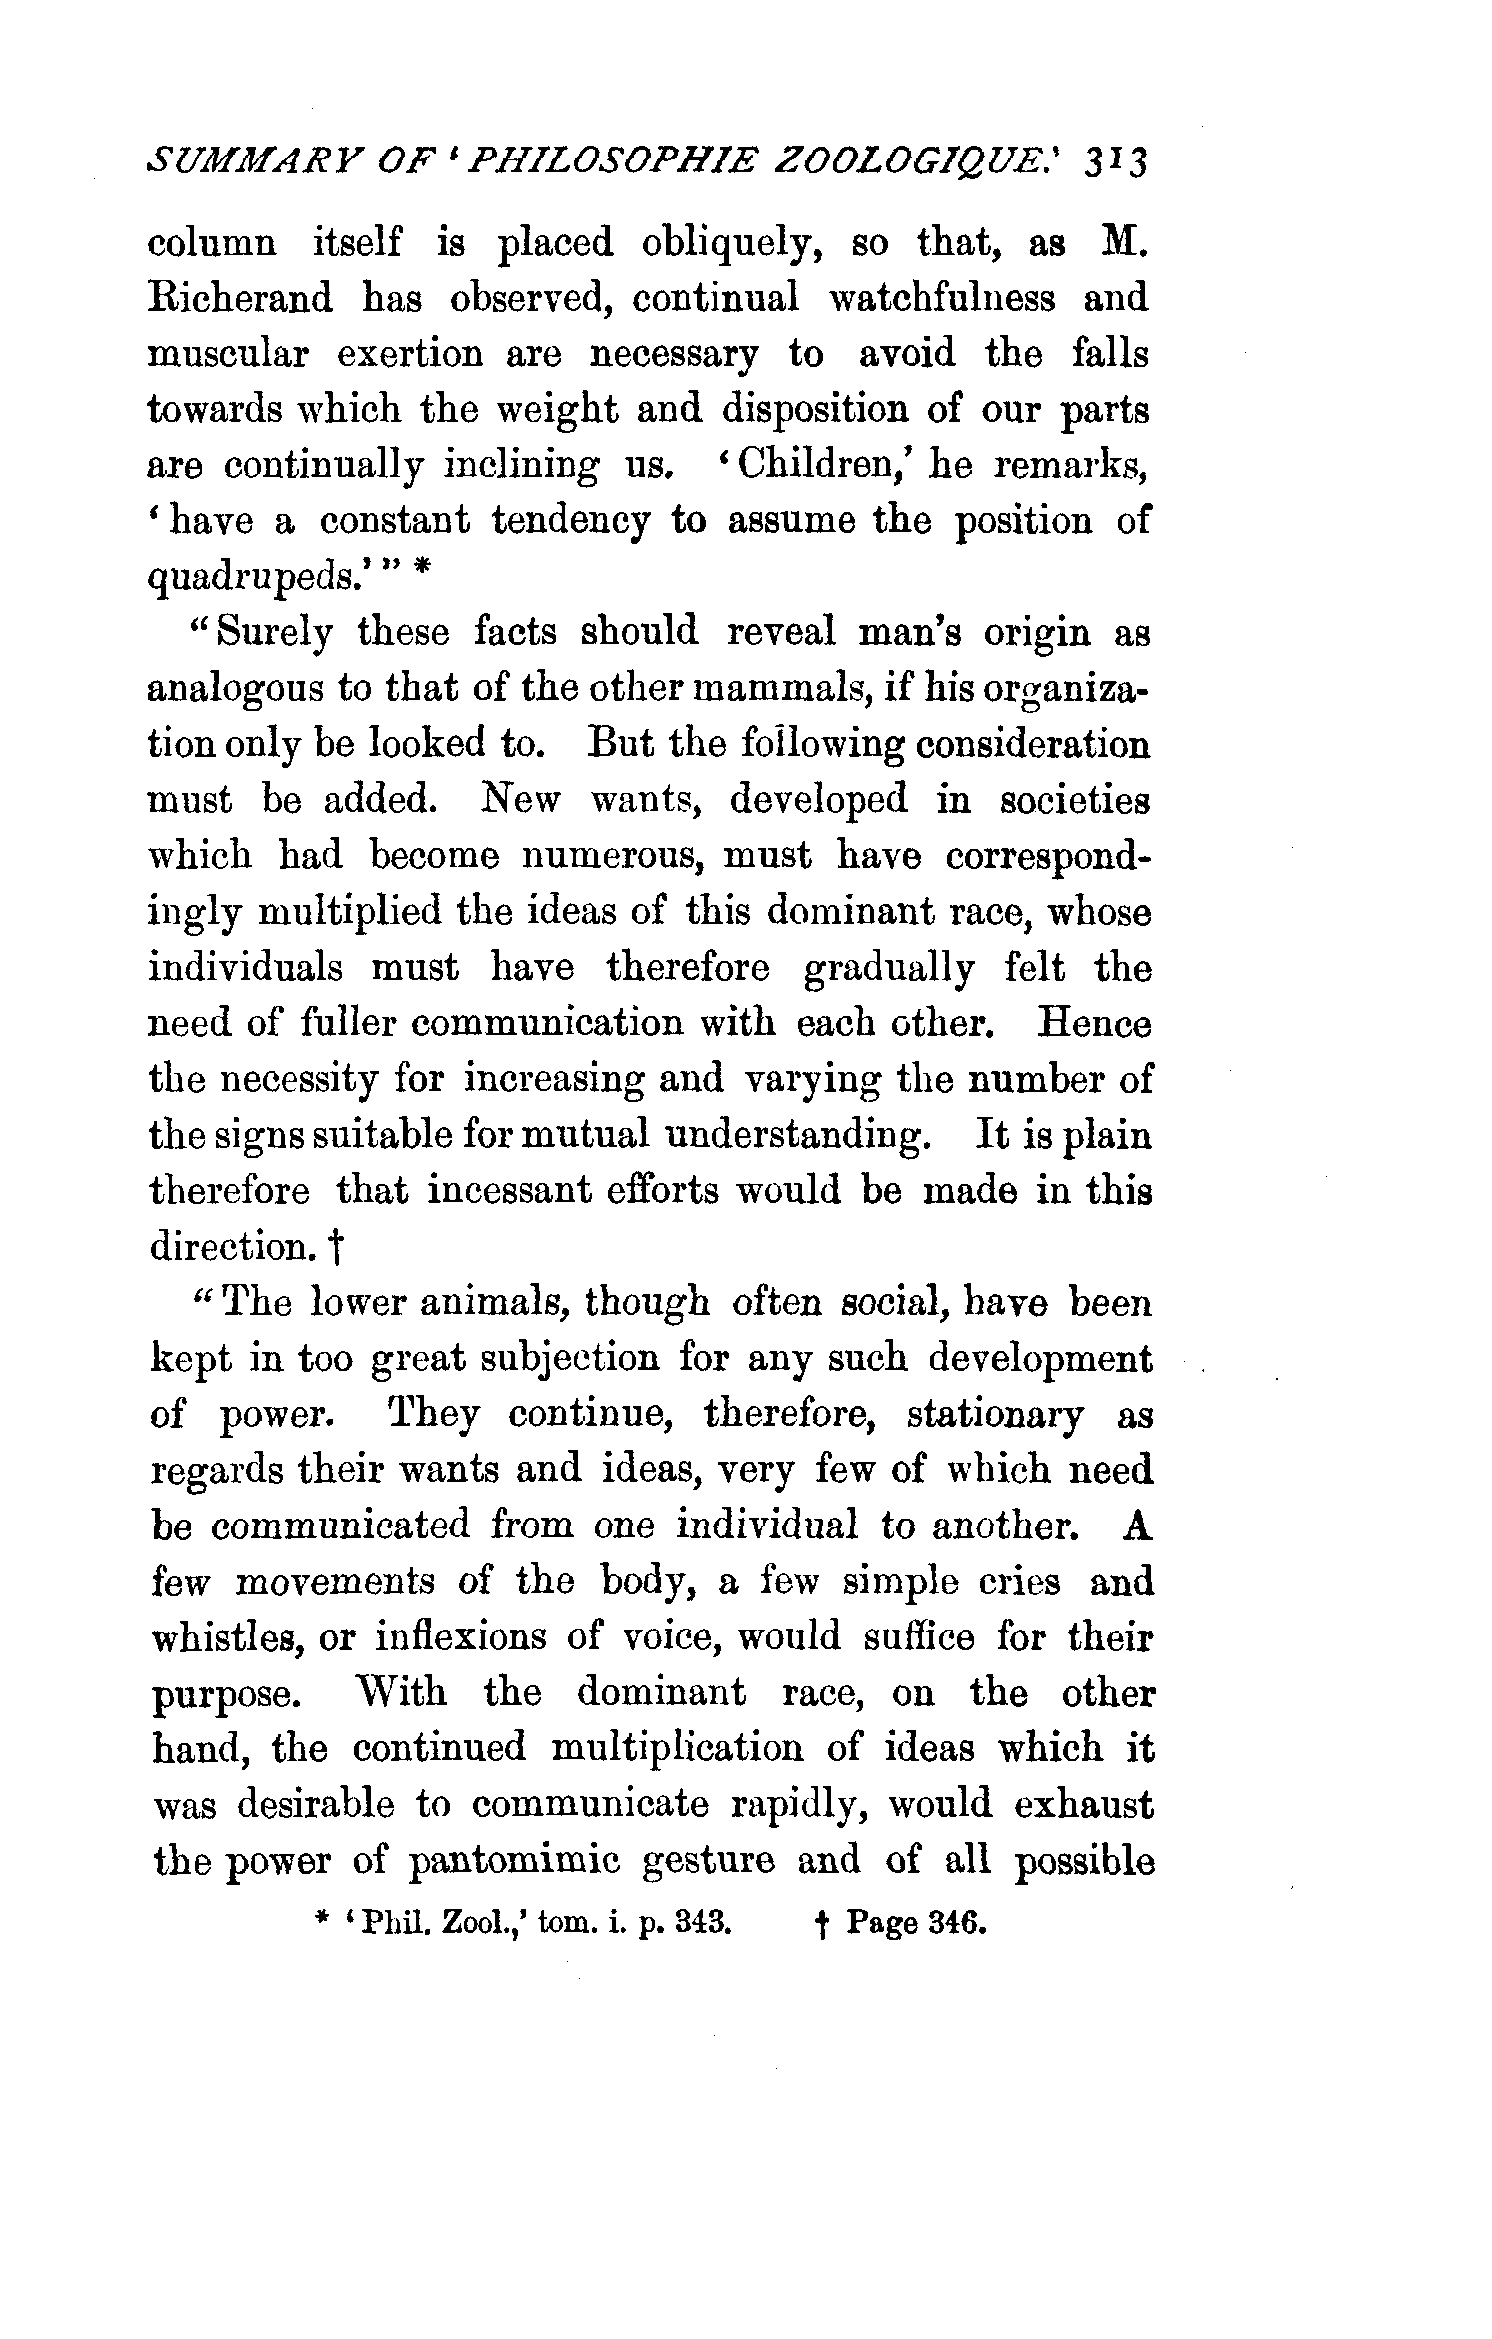 SUMMARY OF ‘PHILOSOPHIE ZOOLOGIQUE.’ 313
column itself is placed obliquely, so that, as M.
Richerand has observed, continual watchfulness and
muscular exertion are necessary to avoid the falls
towards which the weight and disposition of our parts
are continually inclining us. ‘Children,’ he remarks,
‘have a constant tendency to assume the position of
quadrupeds.’” *
“Surely these facts should reveal man’s origin as
analogous to that of the other mammals, if his organiza-
tion only be looked to. But the following consideration
must be added. New wants, developed in societies
which had become numerous, must have correspond-
ingly multiplied the ideas of this dominant race, whose
individuals must have therefore gradually felt the
need of fuller communication with each other. Hence
the necessity for increasing and varying the number of
the signs suitable for mutual understanding. It is plain
therefore that incessant efforts would be made in this
direction. †
“The lower animals, though often social, have been
kept in too great subjection for any such development
of power. They continue, therefore, stationary as
regards their wants and ideas, very few of which need
be communicated from one individual to another. A
few movements of the body, a few simple cries and
whistles, or inflexions of voice, would suffice for their
purpose. With the dominant race, on the other
hand, the continued multiplication of ideas which it
was desirable to communicate rapidly, would exhaust
the power of pantomimic gesture and of all possible
* ‘Phil. Zool.,’ tom. i. p. 343. † Page 346.